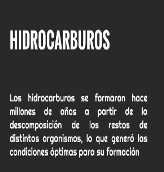 HIDROCARBUROS
Los hidrocarburos se formaron hace
millones de años a partir de la
descomposición de los restos de
distintos organismos, lo que generó las
condiciones óptimas para su formación